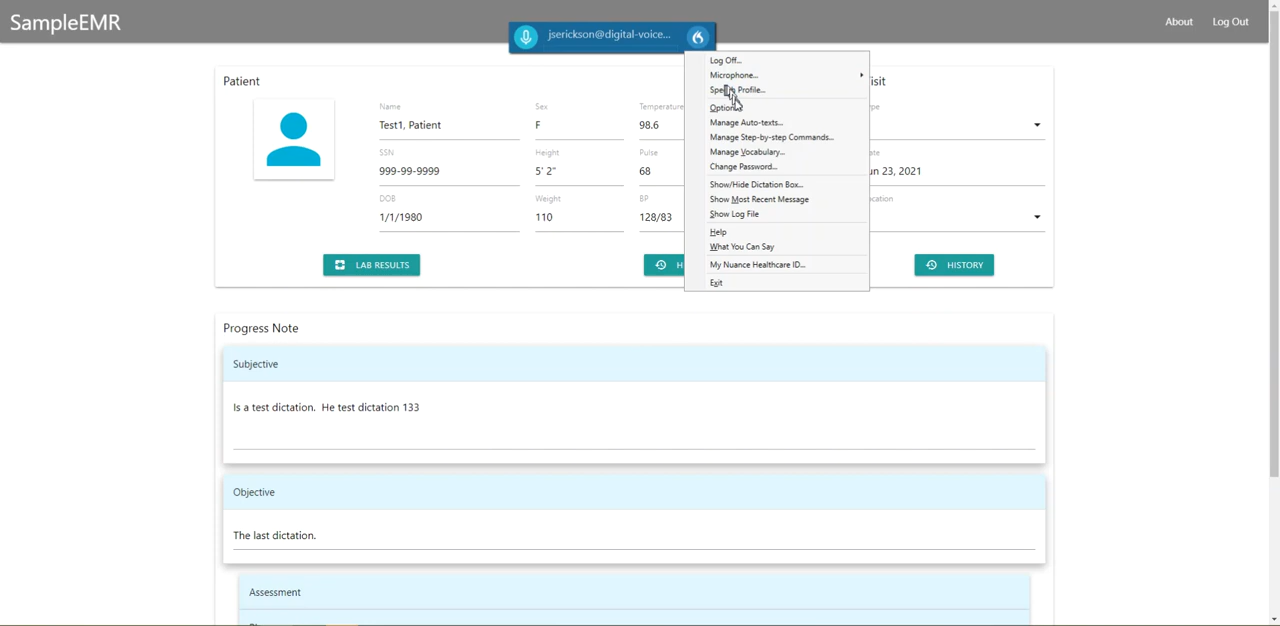 SampleEMR
About
Log Out
jserickson@digital-voice...
Patient
Name
Test1, Patient
SSN
999-99-9999
DOB
1/1/1980
Sex
F
Height
5' 2"
Weight
110
Temperature
98.6
Pulse
68
BP
128/83
Log Off...
Microphone...
Profile...
Manage Auto-texts...
Manage Step-by-step Commands...
Manage Vocabulary...
Change Password...
Show/Hide Dictation Box...
Show Most Recent Message
Show Log File
Help
What You Can Say
My Nuance Healthcare ID...
Exit
23, 2021
LAB RESULTS
HISTORY
Progress Note
Subjective
Is a test dictation. He test dictation 133
Objective
The last dictation.
Assessment